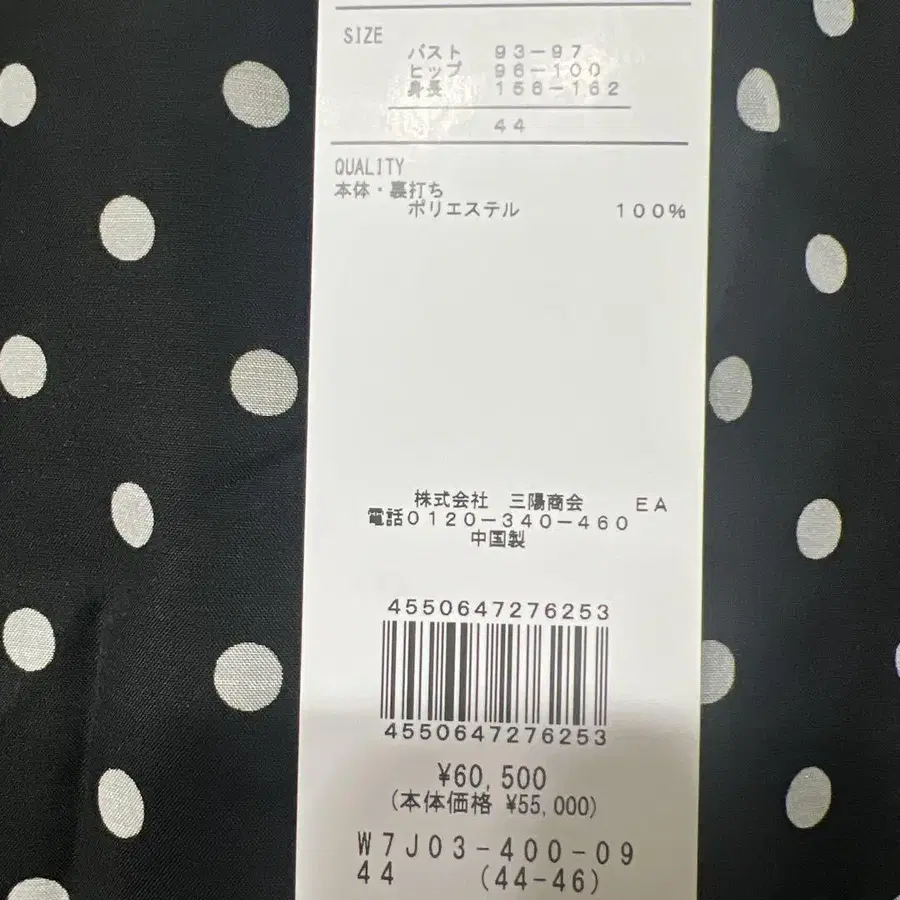 SIZE
バスト 93-97
ヒップ 96-100
身長 156-162
44
QUALITY
本体・裏打ち
ポリエステル 100%
株式会社 三陽商会 EA
電話0120-340-460
中国製
4550647276253
4550647276253
¥60,500
(本体価格 ¥55,000)
W7J03-400-09
44 (44-46)